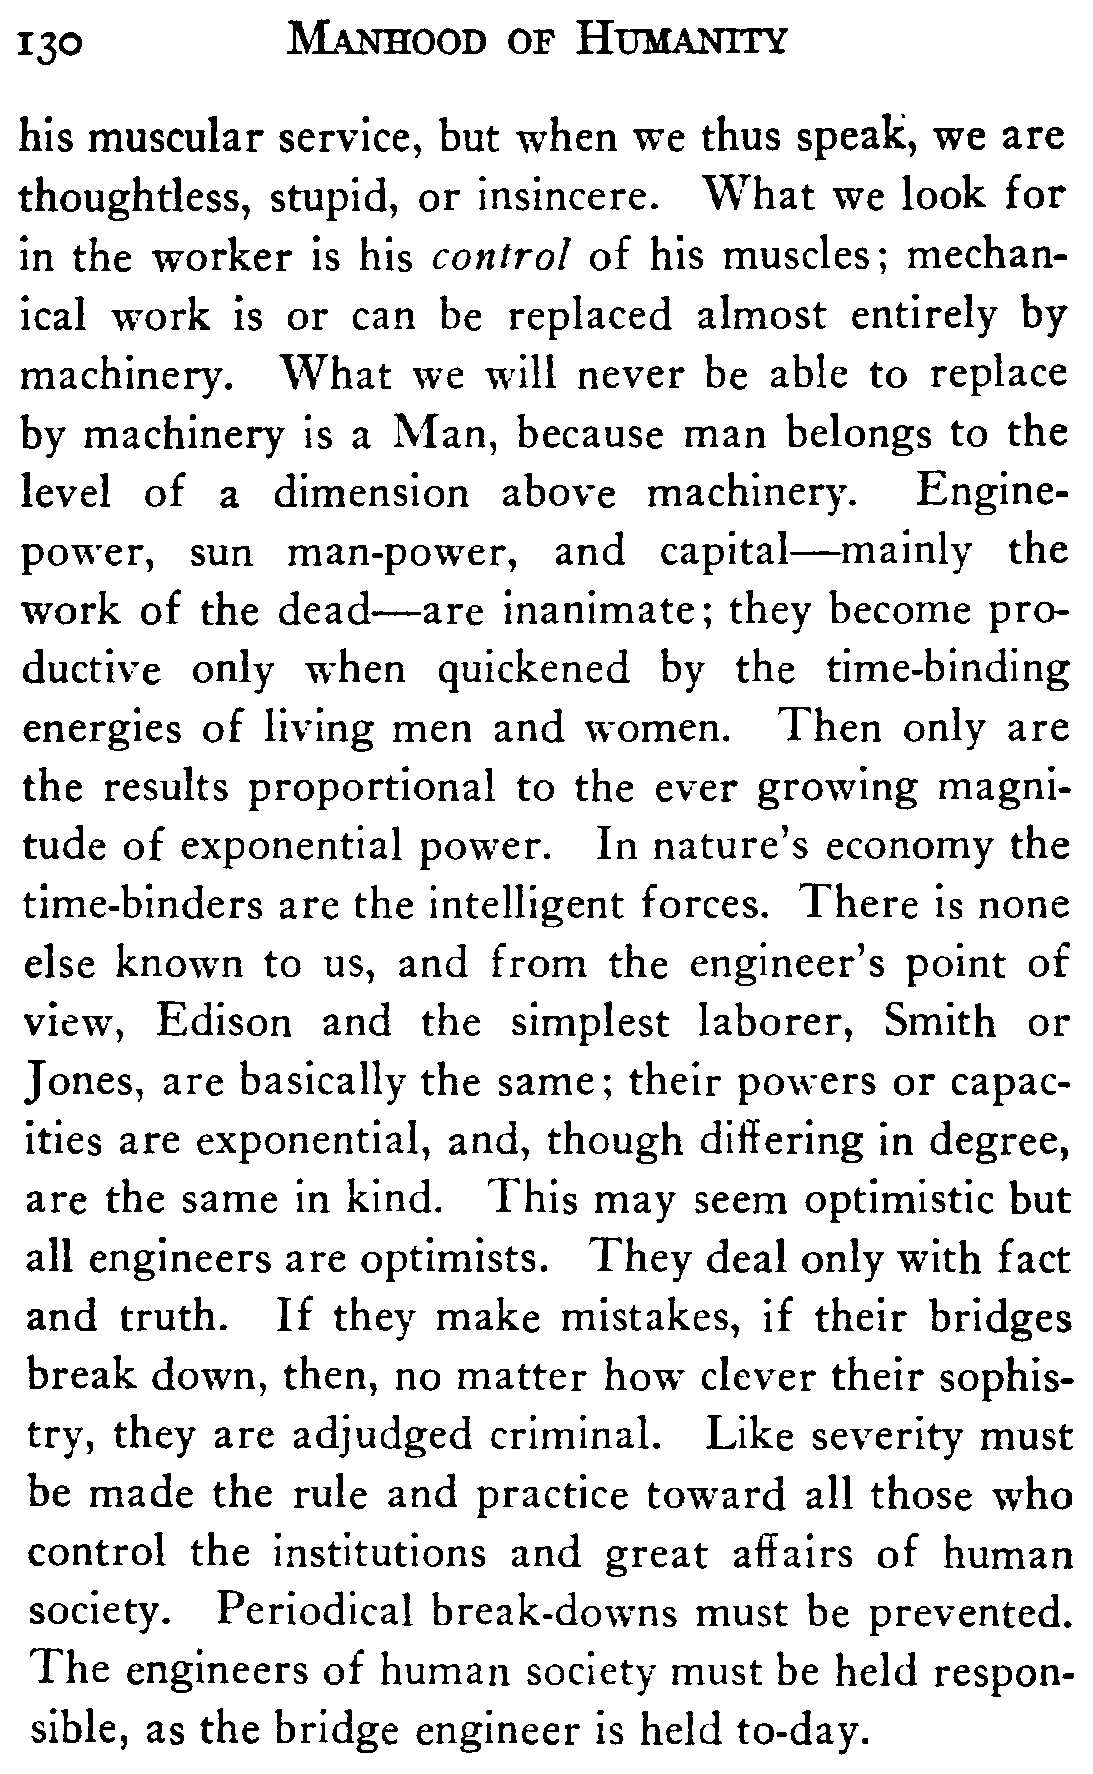 130 MANHOOD OF HUMANITY
his muscular service, but when we thus speak, we are
thoughtless, stupid, or insincere. What we look for
in the worker is his control of his muscles; mechan-
ical work is or can be replaced almost entirely by
machinery. What we will never be able to replace
by machinery is a Man, because man belongs to the
level of a dimension above machinery. Engine-
power, sun man-power, and capital—mainly the
work of the dead—are inanimate; they become pro-
ductive only when quickened by the time-binding
energies of living men and women. Then only are
the results proportional to the ever growing magni-
tude of exponential power. In nature's economy the
time-binders are the intelligent forces. There is none
else known to us, and from the engineer's point of
view, Edison and the simplest laborer, Smith or
Jones, are basically the same; their powers or capac-
ities are exponential, and, though differing in degree,
are the same in kind. This may seem optimistic but
all engineers are optimists. They deal only with fact
and truth. If they make mistakes, if their bridges
break down, then, no matter how clever their sophis-
try, they are adjudged criminal. Like severity must
be made the rule and practice toward all those who
control the institutions and great affairs of human
society. Periodical break-downs must be prevented.
The engineers of human society must be held respon-
sible, as the bridge engineer is held to-day.